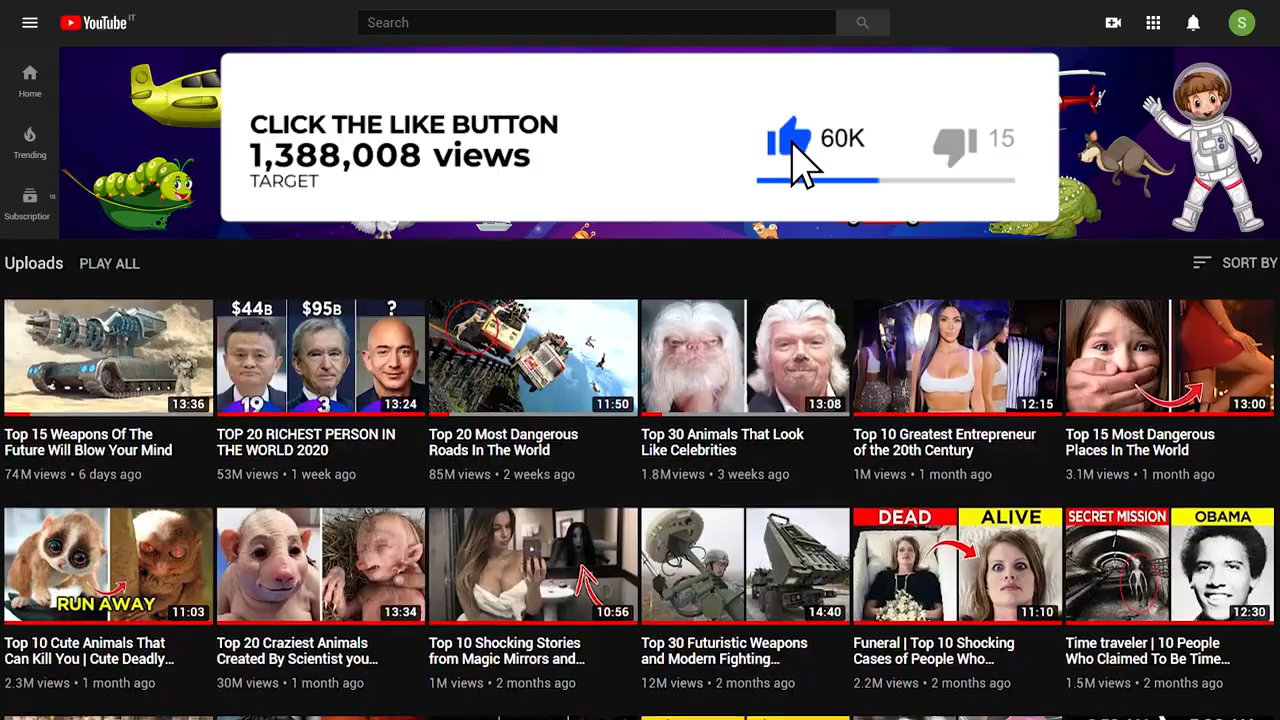 YouTube IT
Search
S
Home
Trending
Subscription
18
CLICK THE LIKE BUTTON
1,388,008 views
TARGET
60K
15
Uploads
PLAY ALL
SORT BY
13:36
$44B
$95B
?
19
3
13:24
11:50
13:08
12:15
13:00
Top 15 Weapons Of The
Future Will Blow Your Mind
74M views • 6 days ago
TOP 20 RICHEST PERSON IN
THE WORLD 2020
53M views • 1 week ago
Top 20 Most Dangerous
Roads In The World
85M views • 2 weeks ago
Top 30 Animals That Look
Like Celebrities
1.8M views • 3 weeks ago
Top 10 Greatest Entrepreneur
of the 20th Century
1M views • 1 month ago
Top 15 Most Dangerous
Places In The World
3.1M views • 1 month ago
RUN AWAY
11:03
13:34
10:56
14:40
DEAD
ALIVE
11:10
SECRET MISSION
OBAMA
12:30
Top 10 Cute Animals That
Can Kill You | Cute Deadly...
2.3M views • 1 month ago
Top 20 Craziest Animals
Created By Scientist you...
30M views • 1 month ago
Top 10 Shocking Stories
from Magic Mirrors and...
1M views • 2 months ago
Top 30 Futuristic Weapons
and Modern Fighting...
12M views • 2 months ago
Funeral | Top 10 Shocking
Cases of People Who...
2.2M views • 2 months ago
Time traveler | 10 People
Who Claimed To Be Time...
1.5M views • 2 months ago